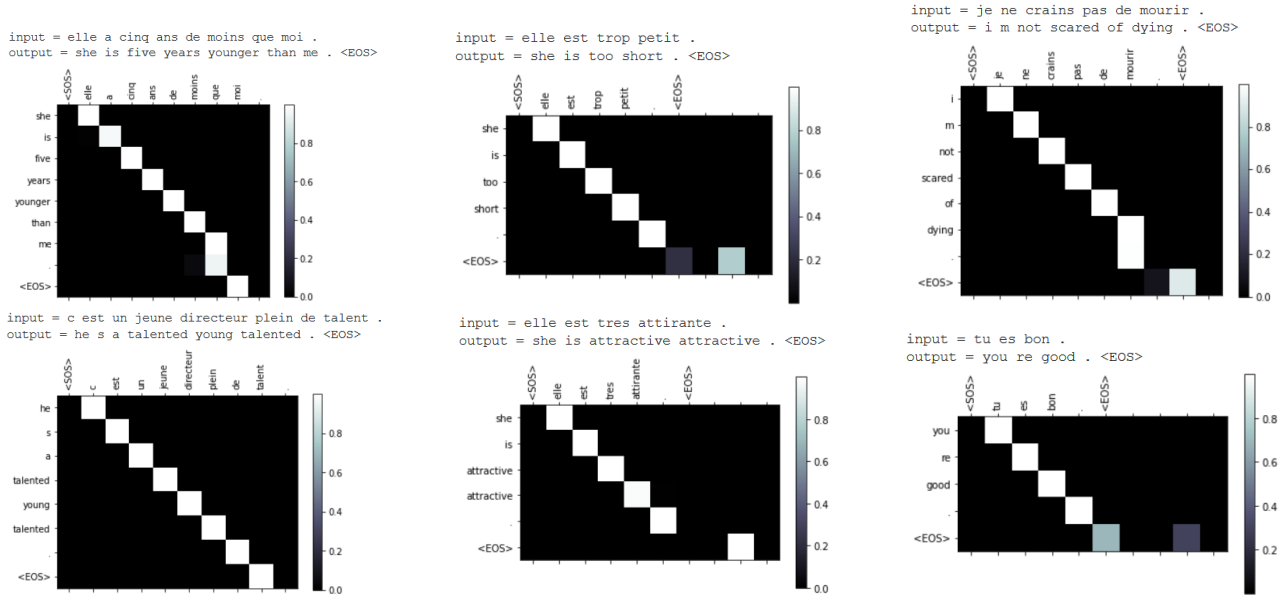 input = elle a cinq ans de moins que moi .
output = she is five years younger than me . <EOS>
<SOS> elle a cinq ans de moins que moi .
she
is
five
years
younger
than
me
.
<EOS>
0.8
0.6
0.4
0.2
0.0
input = elle est trop petit .
output = she is too short . <EOS>
<SOS> elle est trop petit . <EOS>
she
is
too
short
.
<EOS>
0.8
0.6
0.4
0.2
input = je ne crains pas de mourir .
output = i m not scared of dying . <EOS>
<SOS> je ne crains pas de mourir . <EOS>
i
m
not
scared
of
dying
.
<EOS>
0.8
0.6
0.4
0.2
0.0
input = c est un jeune directeur plein de talent .
output = he s a talented young talented . <EOS>
<SOS> c est un jeune directeur plein de talent .
he
s
a
talented
young
talented
.
<EOS>
0.8
0.6
0.4
0.2
0.0
input = elle est tres attirante .
output = she is attractive attractive . <EOS>
<SOS> elle est tres attirante . <EOS>
she
is
attractive
attractive
.
<EOS>
0.8
0.6
0.4
0.2
0.0
input = tu es bon .
output = you re good . <EOS>
<SOS> tu es bon . <EOS>
you
re
good
.
<EOS>
0.8
0.6
0.4
0.2